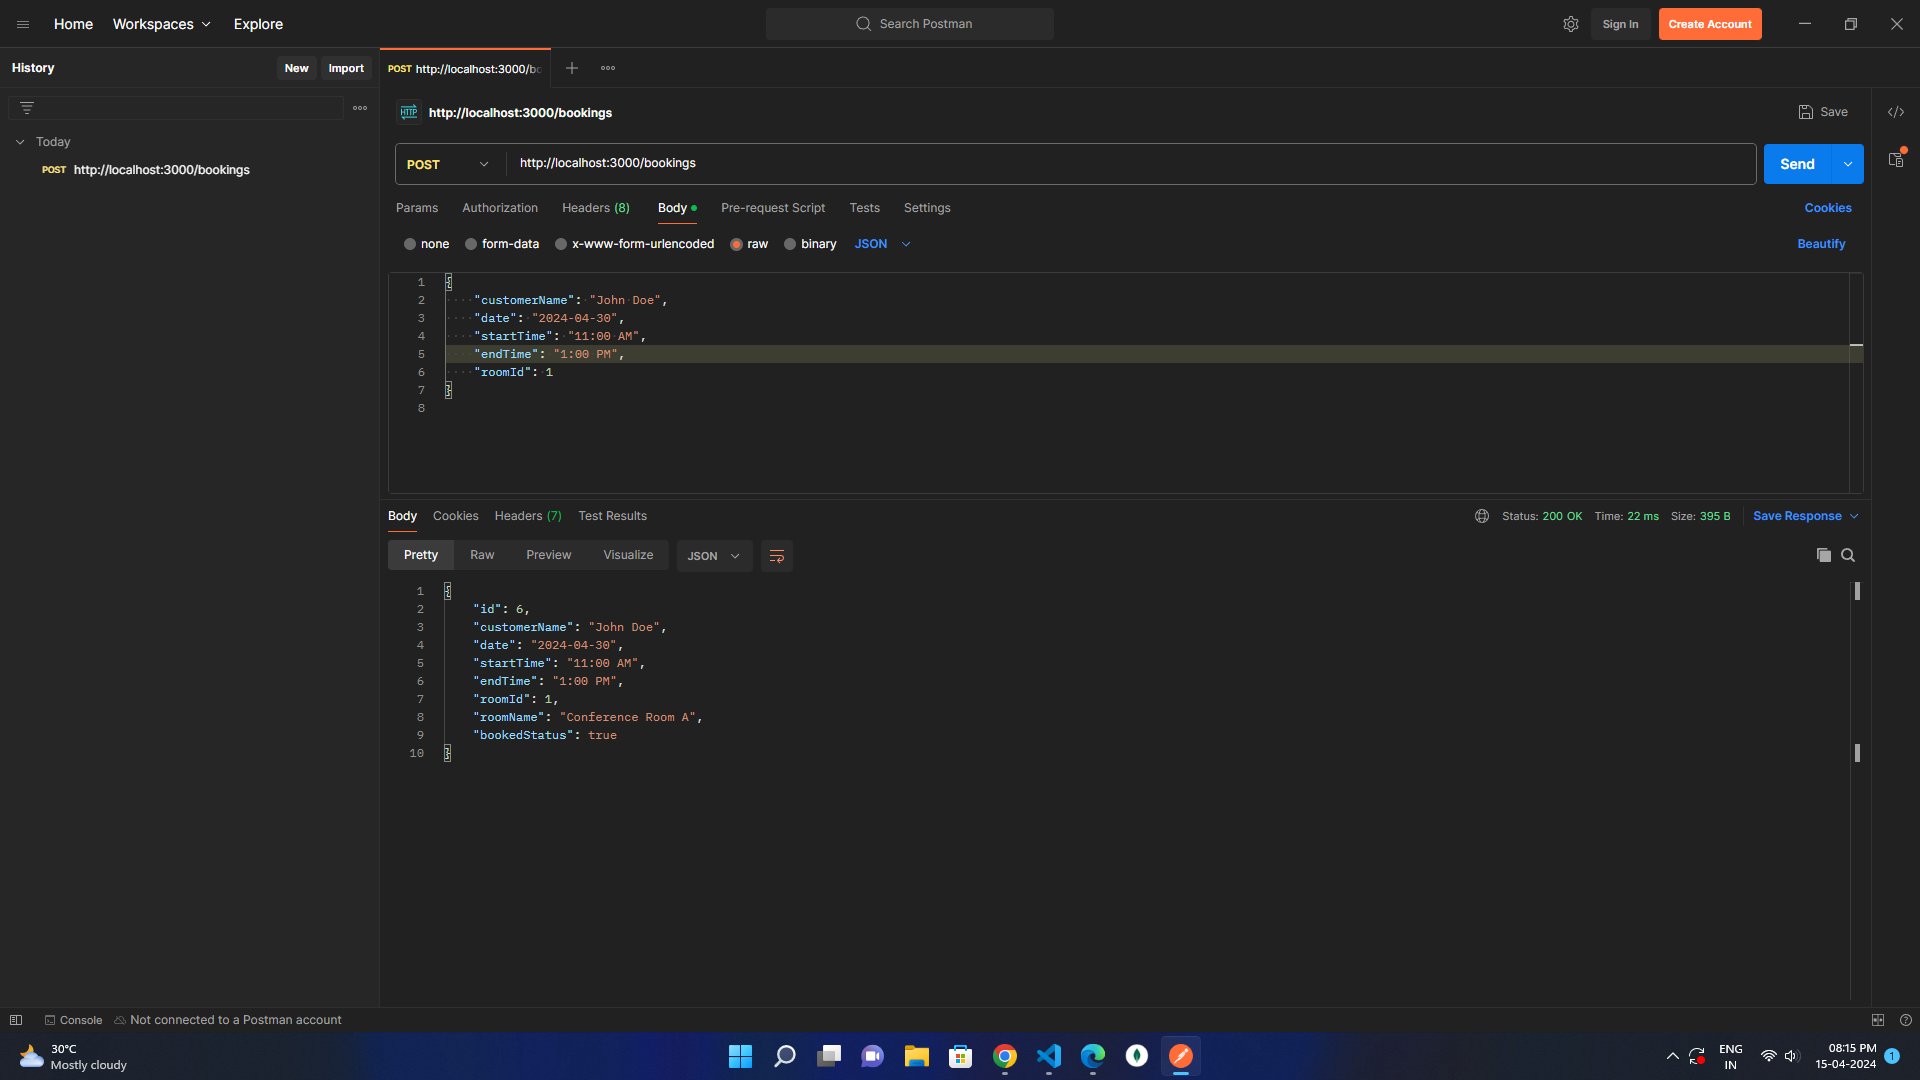 Home Workspaces Explore Search Postman Sign In Create Account
History New Import POST http://localhost:3000/bo
HTTP http://localhost:3000/bookings Save
Today
POST http://localhost:3000/bookings
POST http://localhost:3000/bookings Send
Params Authorization Headers (8) Body Pre-request Script Tests Settings Cookies
none form-data x-www-form-urlencoded raw binary JSON Beautify
1 {
2 "customerName": "John Doe",
3 "date": "2024-04-30",
4 "startTime": "11:00 AM",
5 "endTime": "1:00 PM",
6 "roomId": 1
7 }
8
Body Cookies Headers (7) Test Results Status: 200 OK Time: 22 ms Size: 395 B Save Response
Pretty Raw Preview Visualize JSON
1 {
2 "id": 6,
3 "customerName": "John Doe",
4 "date": "2024-04-30",
5 "startTime": "11:00 AM",
6 "endTime": "1:00 PM",
7 "roomId": 1,
8 "roomName": "Conference Room A",
9 "bookedStatus": true
10 }
Console Not connected to a Postman account
30°C
Mostly cloudy
ENG
IN
08:15 PM
15-04-2024
1